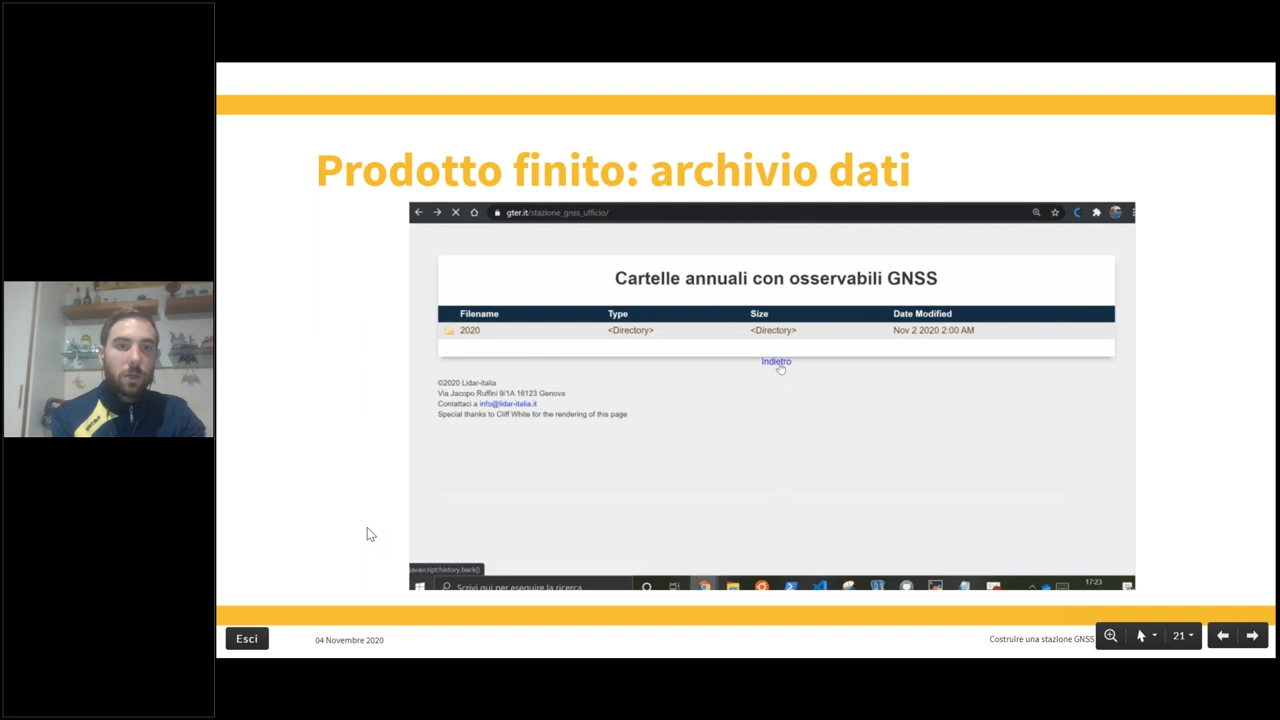 Prodotto finito: archivio dati
gter.it/stazione_gnss_ufficio/
Cartelle annuali con osservabili GNSS
Filename Type Size Date Modified
2020 <Directory> <Directory> Nov 2 2020 2:00 AM
Indietro
©2020 Lidar-italia
Via Jacopo Ruffini 9/1A 16123 Genova
Contattaci a info@lidar-italia.it
Special thanks to Cliff White for the rendering of this page
javascript:history.back()
Scrivi qui per eseguire la ricerca
17:23
Esci
04 Novembre 2020
Costruire una stazione GNSS
21